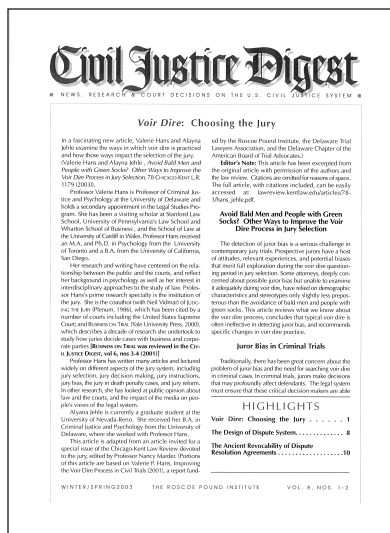 Civil Justice Digest
NEWS, RESEARCH & COURT DECISIONS ON THE U.S. CIVIL JUSTICE SYSTEM
Voir Dire: Choosing the Jury
In a fascinating new article, Valerie Hans and Alayna
Jehle examine the ways in which voir dire is practiced
and how those ways impact the selection of the jury.
(Valerie Hans and Alayna Jehle, Avoid Bald Men and
People with Green Socks? Other Ways to Improve the
Voir Dire Process in Jury Selection, 78 CHICAGO-KENT L.R.
1179 (2003).
Professor Valerie Hans is Professor of Criminal Jus-
tice and Psychology at the University of Delaware and
holds a secondary appointment in the Legal Studies Pro-
gram. She has been a visiting scholar at Stanford Law
School, University of Pennsylvania's Law School and
Wharton School of Business, and the School of Law at
the University of Cardiff in Wales. Professor Hans received
an M.A. and Ph.D. in Psychology from the University
of Toronto and a B.A. from the University of California,
San Diego.
Her research and writing have centered on the rela-
tionship between the public and the courts, and reflect
her background in psychology as well as her interest in
interdisciplinary approaches to the study of law. Profes-
sor Hans's prime research specialty is the institution of
the jury. She is the coauthor (with Neil Vidmar) of JUDG-
ING THE JURY (Plenum, 1986), which has been cited by a
number of courts including the United States Supreme
Court; and BUSINESS ON TRIAL (Yale University Press, 2000),
which describes a decade of research she undertook to
study how jurors decide cases with business and corpo-
rate parties [BUSINESS ON TRIAL was reviewed in the CIV-
IL JUSTICE DIGEST, vol 6, nos 3-4 (2001)]
Professor Hans has written many articles and lectured
widely on different aspects of the jury system, including
jury selection, jury decision making, jury instructions,
jury bias, the jury in death penalty cases, and jury reform.
In other research, she has looked at public opinion about
law and the courts, and the impact of the media on peo-
ple's views of the legal system.
Alyana Jehle is currently a graduate student at the
University of Nevada-Reno. She received her B.A. in
Criminal Justice and Psychology from the University of
Delaware, where she worked with Professor Hans.
This article is adapted from an article invited for a
special issue of the Chicago-Kent Law Review devoted
to the jury, edited by Professor Nancy Marder. (Portions
of this article are based on Valerie P. Hans, Improving
the Voir Dire Process in Civil Trials (2001), a report fund-
ed by the Roscoe Pound Institute, the Delaware Trial
Lawyers Association, and the Delaware Chapter of the
American Board of Trial Advocates.)
Editor's Note: This article has been excerpted from
the original article with permission of the authors and
the law review. Citations are omitted for reasons of space.
The full article, with citations included, can be easily
accessed at: lawreview.kentlaw.edu/articles/78-
3/hans_jehle.pdf.
Avoid Bald Men and People with Green
Socks? Other Ways to Improve the Voir
Dire Process in Jury Selection
The detection of juror bias is a serious challenge in
contemporary jury trials. Prospective jurors have a host
of attitudes, relevant experiences, and potential biases
that merit full exploration during the voir dire question-
ing period in jury selection. Some attorneys, deeply con-
cerned about possible juror bias but unable to examine
it adequately during voir dire, have relied on demographic
characteristics and stereotypes only slightly less prepos-
terous than the avoidance of bald men and people with
green socks. This article reviews what we know about
the voir dire process, concludes that typical voir dire is
often ineffective in detecting juror bias, and recommends
specific changes in voir dire practice.
Juror Bias in Criminal Trials
Traditionally, there has been great concern about the
problem of juror bias and the need for searching voir dire
in criminal cases. In criminal trials, jurors make decisions
that may profoundly affect defendants. The legal system
must ensure that these critical decision makers are able
HIGHLIGHTS
Voir Dire: Choosing the Jury . . . . . . 1
The Design of Dispute System. . . . . . . . . . . . . . 8
The Ancient Revocability of Dispute
Resolution Agreements . . . . . . . . . . . . . . . . . .10
WINTER/SPRING2003 THE ROSCOE POUND INSTITUTE VOL. 8, NOS. 1-2